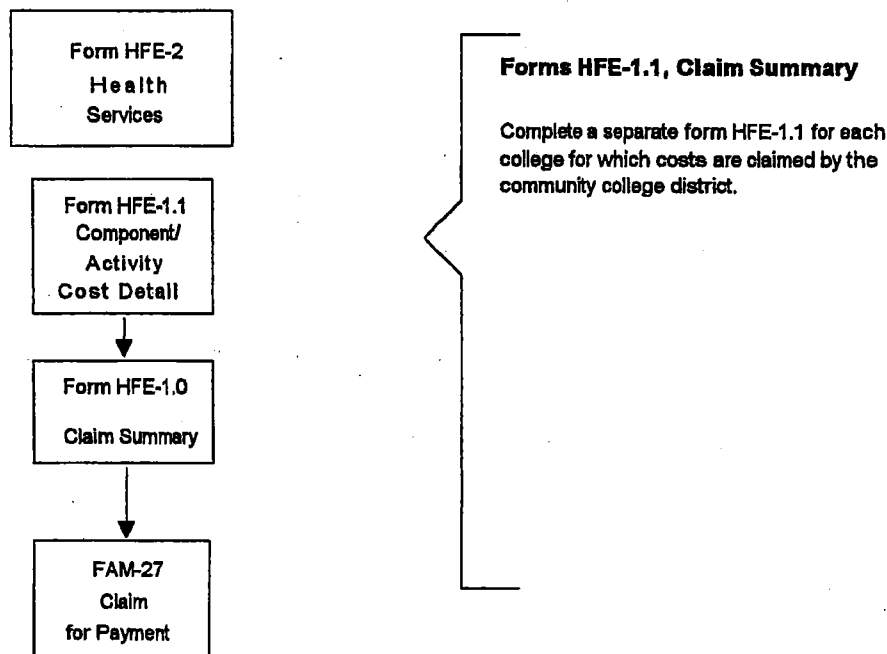 Form HFE-2
Health
Services
Form HFE-1.1
Component/
Activity
Cost Detail
Form HFE-1.0
Claim Summary
FAM-27
Claim
for Payment
Forms HFE-1.1, Claim Summary
Complete a separate form HFE-1.1 for each
college for which costs are claimed by the
community college district.